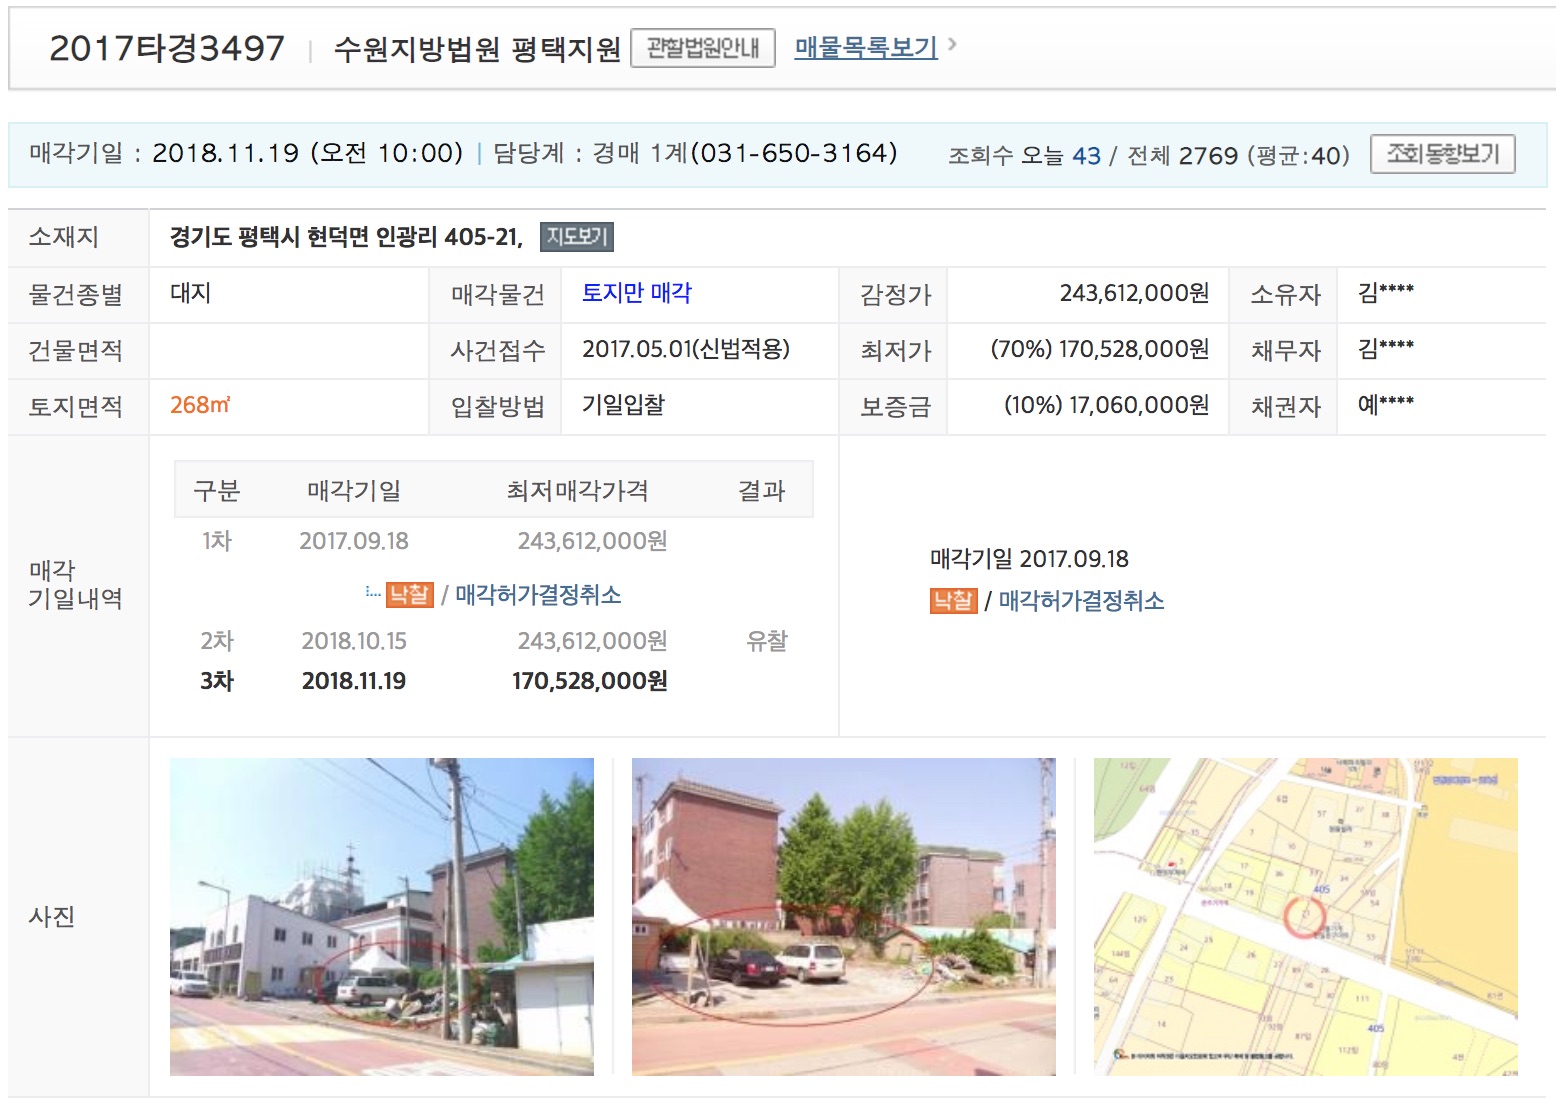 2017타경3497 | 수원지방법원 평택지원 관할법원안내 매물목록보기 >
매각기일 : 2018.11.19 (오전 10:00) | 담당계 : 경매 1계(031-650-3164) 조회수 오늘 43 / 전체 2769 (평균:40) 조회동향보기
소재지 경기도 평택시 현덕면 인광리 405-21, 지도보기
물건종별 대지 매각물건 토지만 매각 감정가 243,612,000원 소유자 김****
건물면적 사건접수 2017.05.01(신법적용) 최저가 (70%) 170,528,000원 채무자 김****
토지면적 268㎡ 입찰방법 기일입찰 보증금 (10%) 17,060,000원 채권자 예****
매각
기일내역
구분 매각기일 최저매각가격 결과
1차 2017.09.18 243,612,000원
낙찰 / 매각허가결정취소
2차 2018.10.15 243,612,000원 유찰
3차 2018.11.19 170,528,000원
매각기일 2017.09.18
낙찰 / 매각허가결정취소
사진
405
405